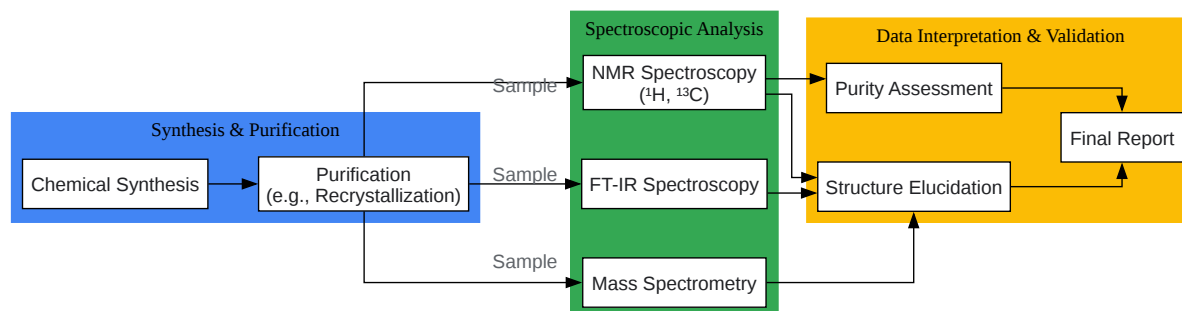 Synthesis & Purification
Chemical Synthesis
Purification
(e.g., Recrystallization)
Sample
Sample
Sample
Spectroscopic Analysis
NMR Spectroscopy
(¹H, ¹³C)
FT-IR Spectroscopy
Mass Spectrometry
Data Interpretation & Validation
Purity Assessment
Structure Elucidation
Final Report